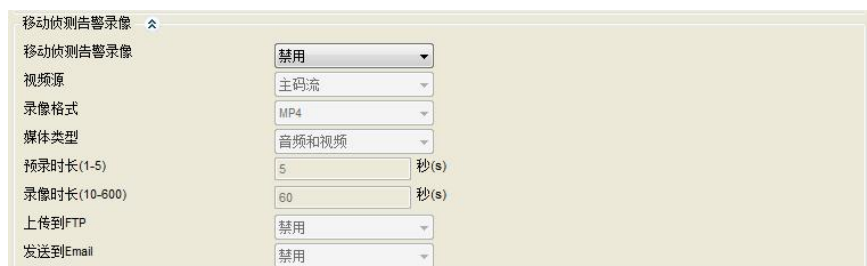 移动侦测告警录像
移动侦测告警录像 禁用
视频源 主码流
录像格式 MP4
媒体类型 音频和视频
预录时长(1-5) 5 秒(s)
录像时长(10-600) 60 秒(s)
上传到FTP 禁用
发送到Email 禁用